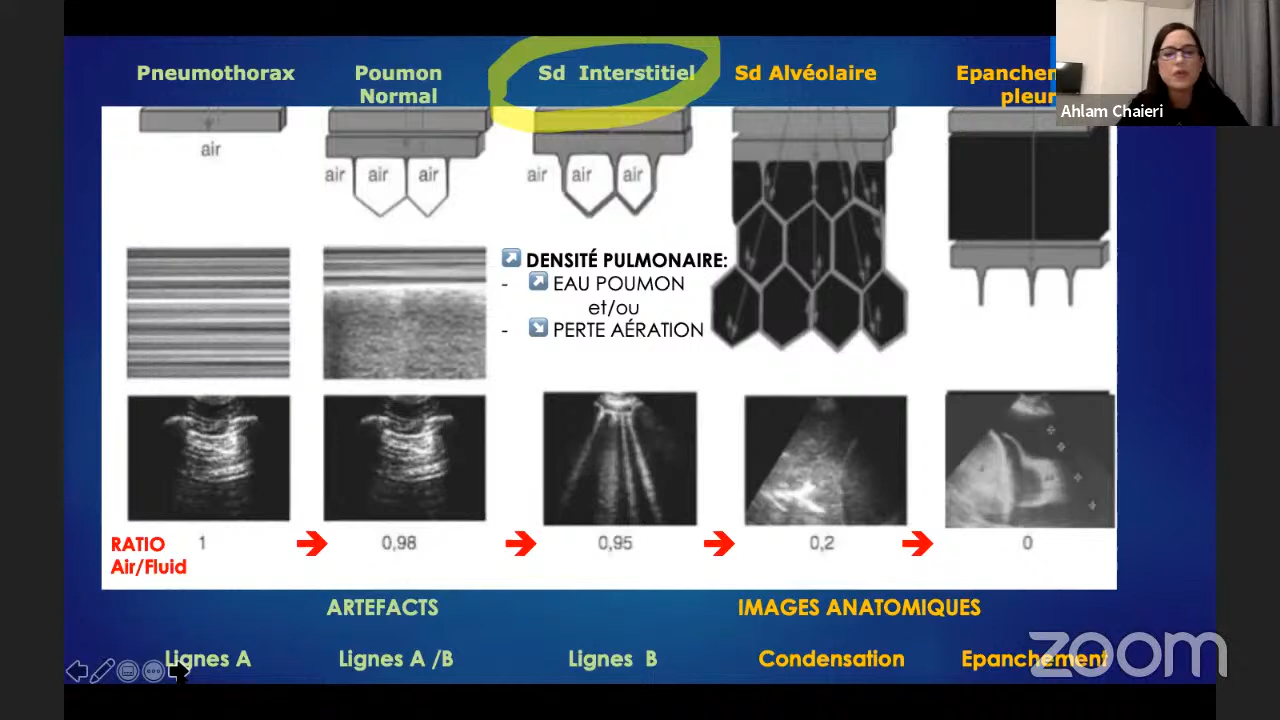 Pneumothorax
Poumon
Normal
Sd Interstitiel
Sd Alvéolaire
pleur
Ahlam Chaieri
air
air
air
air
air
air
air
DENSITÉ PULMONAIRE:
- EAU POUMON
et/ou
- PERTE AÉRATION
RATIO
Air/Fluid
1
0,98
0,95
0,2
0
ARTEFACTS
IMAGES ANATOMIQUES
Lignes A
Lignes A /B
Lignes B
Condensation
Epanchement
zoom